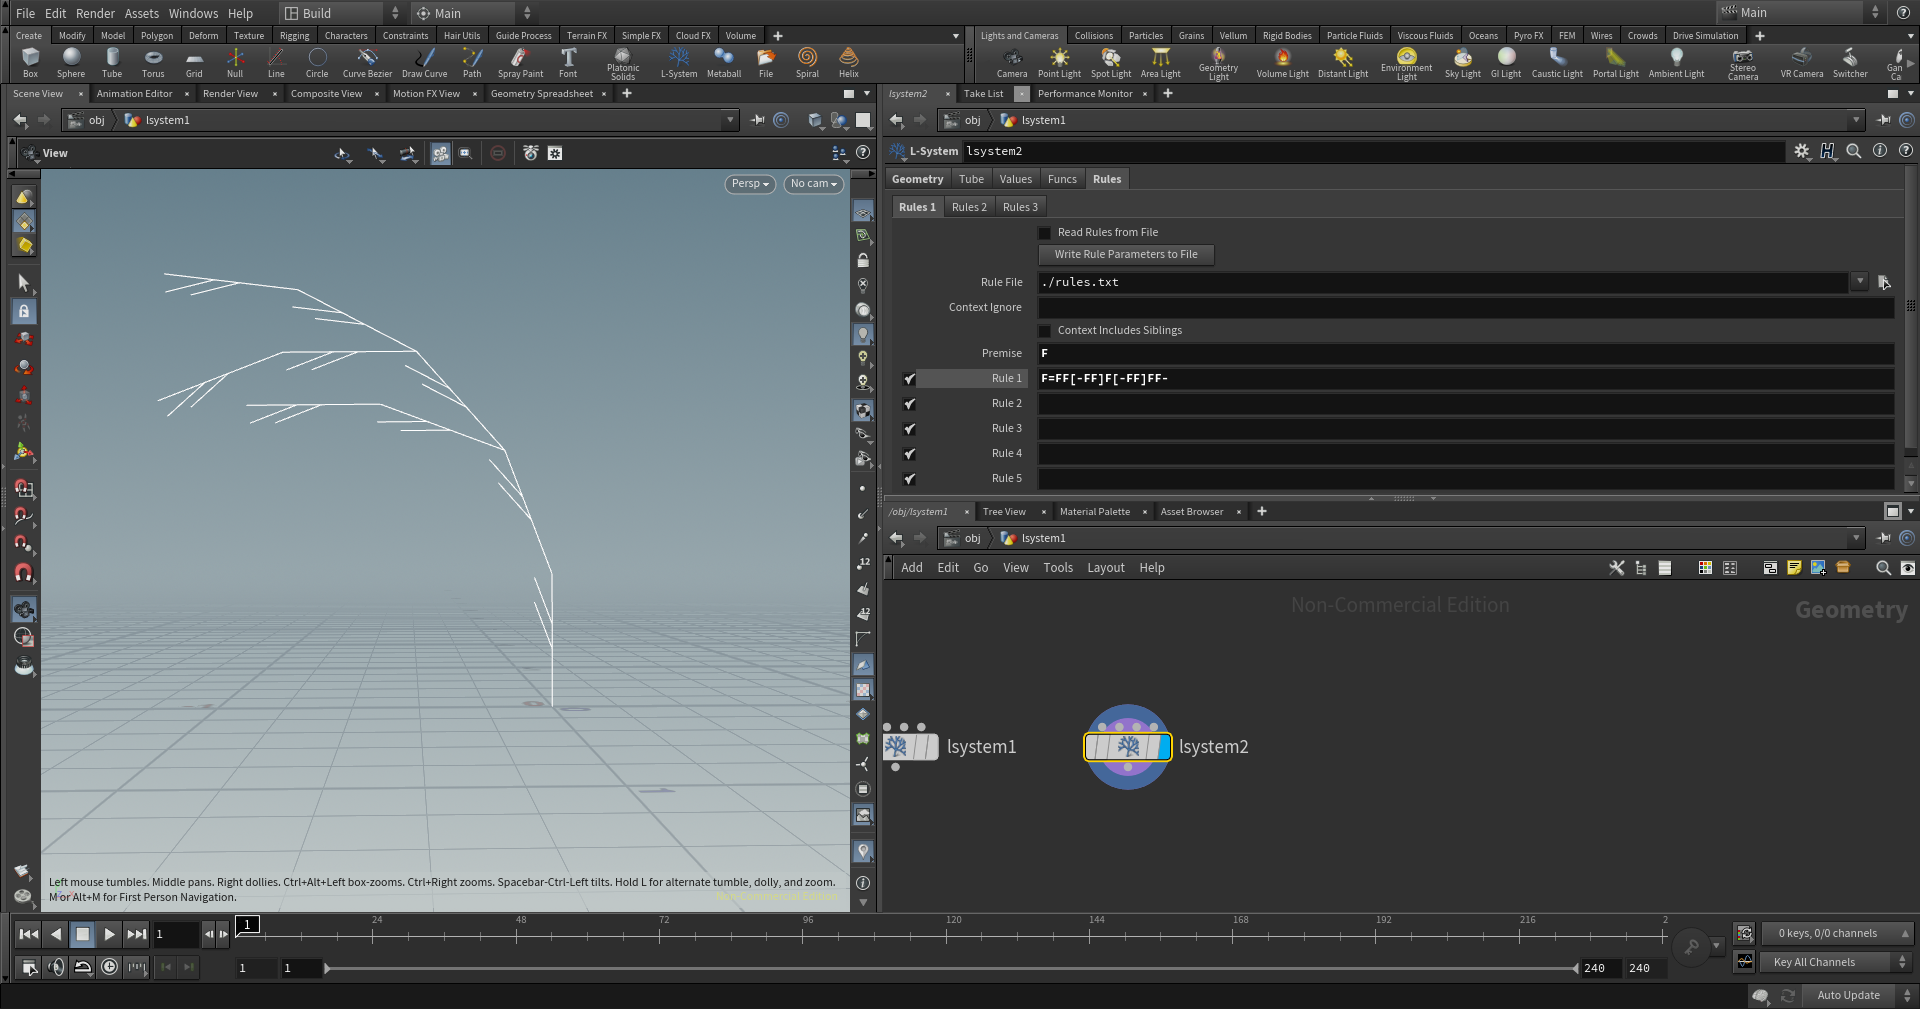 File Edit Render Assets Windows Help Build Main Main
Create Modify Model Polygon Deform Texture Rigging Characters Constraints Hair Utils Guide Process Terrain FX Simple FX Cloud FX Volume
Lights and Cameras Collisions Particles Grains Vellum Rigid Bodies Particle Fluids Viscous Fluids Oceans Pyro FX FEM Wires Crowds Drive Simulation
Box Sphere Tube Torus Grid Null Line Circle Curve Bezier Draw Curve Path Spray Paint Font Platonic Solids L-System Metaball File Spiral Helix
Camera Point Light Spot Light Area Light Geometry Light Volume Light Distant Light Environment Light Sky Light GI Light Caustic Light Portal Light Ambient Light Stereo Camera VR Camera Switcher Gan Ca
Scene View Animation Editor Render View Composite View Motion FX View Geometry Spreadsheet
lsystem2 Take List Performance Monitor
obj lsystem1
obj lsystem1
View
L-System lsystem2
Persp No cam
Geometry Tube Values Funcs Rules
Rules 1 Rules 2 Rules 3
Read Rules from File
Write Rule Parameters to File
Rule File ./rules.txt
Context Ignore
Context Includes Siblings
Premise F
Rule 1 F=FF[-FF]F[-FF]FF-
Rule 2
Rule 3
Rule 4
Rule 5
/obj/lsystem1 Tree View Material Palette Asset Browser
obj lsystem1
Add Edit Go View Tools Layout Help
Non-Commercial Edition
Geometry
lsystem1
lsystem2
12
12
Left mouse tumbles. Middle pans. Right dollies. Ctrl+Alt+Left box-zooms. Ctrl+Right zooms. Spacebar-Ctrl-Left tilts. Hold L for alternate tumble, dolly, and zoom.
M or Alt+M for First Person Navigation.
Non-Commercial Edition
1 1 24 48 72 96 120 144 168 192 216 2
0 keys, 0/0 channels
1 1 240 240
Key All Channels
Auto Update